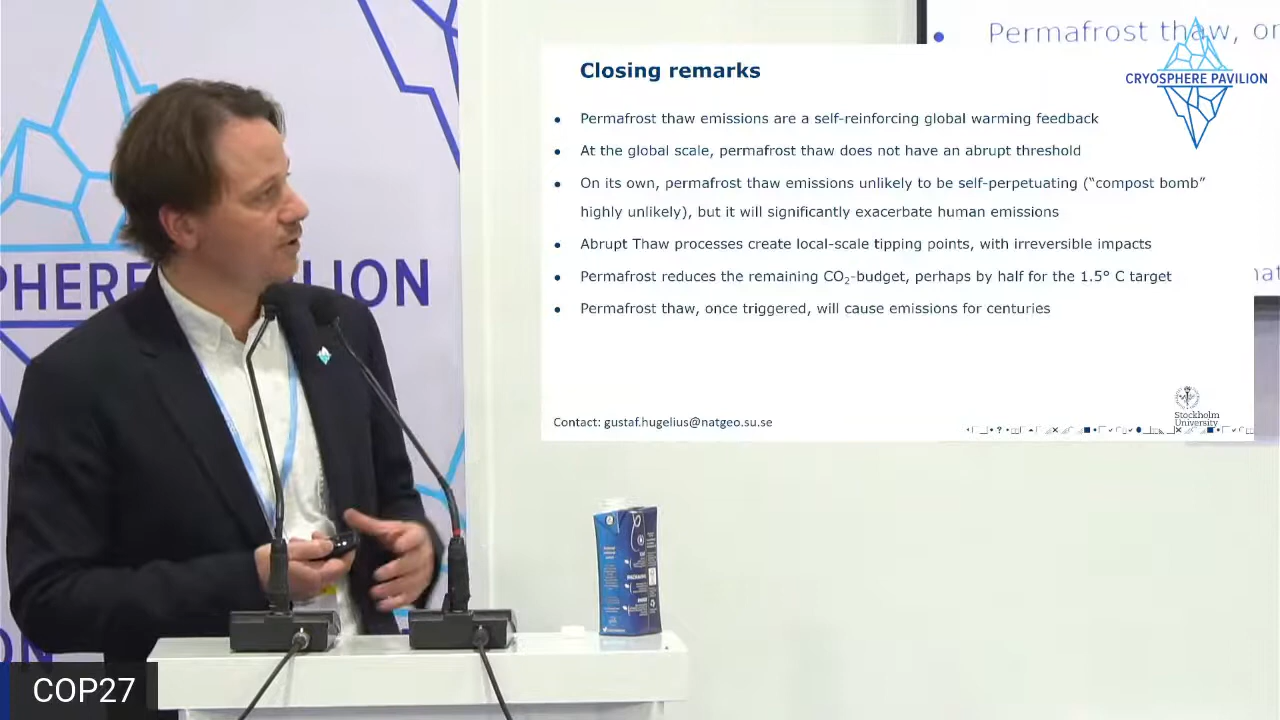 Permafrost thaw, or
CRYOSPHERE PAVILION
Closing remarks
• Permafrost thaw emissions are a self-reinforcing global warming feedback
• At the global scale, permafrost thaw does not have an abrupt threshold
• On its own, permafrost thaw emissions unlikely to be self-perpetuating (“compost bomb”
highly unlikely), but it will significantly exacerbate human emissions
• Abrupt Thaw processes create local-scale tipping points, with irreversible impacts
• Permafrost reduces the remaining CO₂-budget, perhaps by half for the 1.5° C target
• Permafrost thaw, once triggered, will cause emissions for centuries
Contact: gustaf.hugelius@natgeo.su.se
Stockholm
University
SPHERE PAVILION
ON
COP27